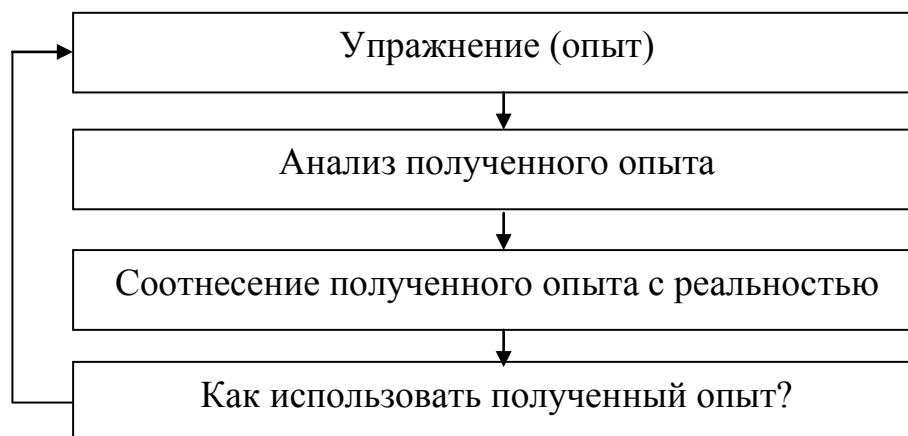 Упражнение (опыт)
Анализ полученного опыта
Соотнесение полученного опыта с реальностью
Как использовать полученный опыт?